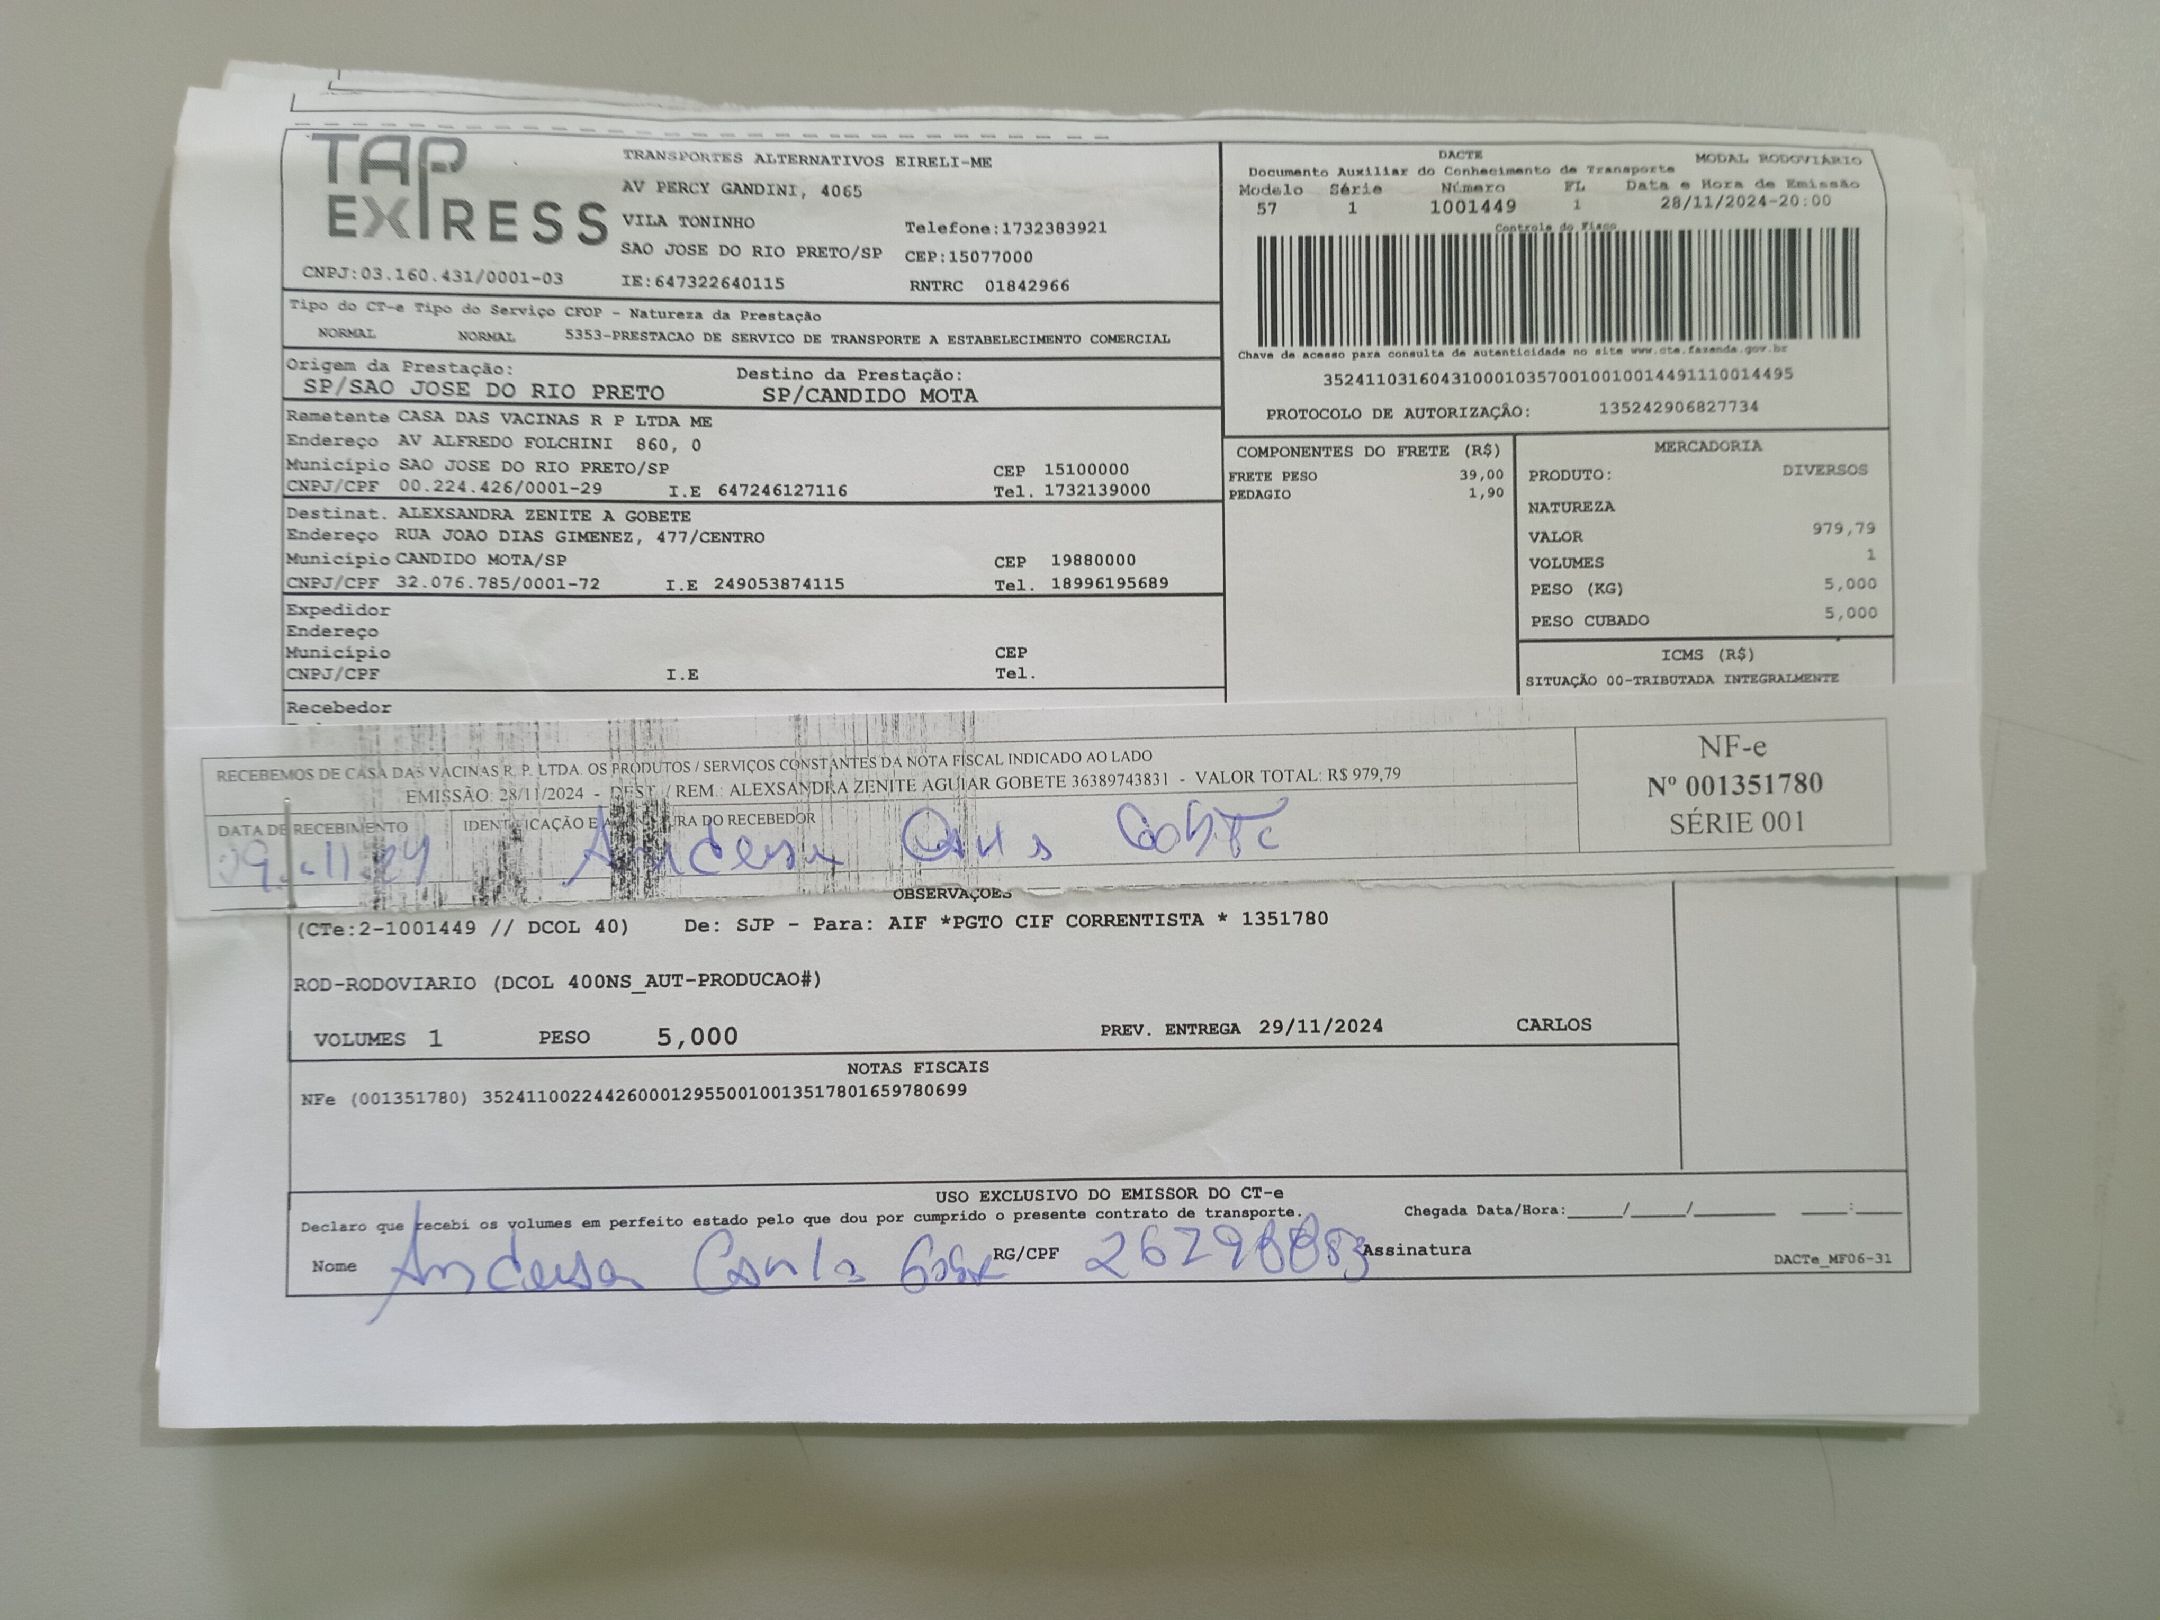 TAP EXPRESS
TRANSPORTES ALTERNATIVOS EIRELI-ME
AV PERCY GANDINI, 4065
VILA TONINHO Telefone:1732383921
SAO JOSE DO RIO PRETO/SP CEP:15077000
CNPJ:03.160.431/0001-03 IE:647322640115 RNTRC 01842966
DACTE MODAL RODOVIÁRIO
Documento Auxiliar do Conhecimento de Transporte
Modelo Série Número FL Data e Hora de Emissão
57 1 1001449 1 28/11/2024-20:00
Controle do Fisco
Chave de acesso para consulta de autenticidade no site www.cte.fazenda.gov.br
35241103160431000103570010010014491110014495
PROTOCOLO DE AUTORIZAÇÃO: 135242906827734
Tipo do CT-e Tipo do Serviço CFOP - Natureza da Prestação
NORMAL NORMAL 5353-PRESTACAO DE SERVICO DE TRANSPORTE A ESTABELECIMENTO COMERCIAL
Origem da Prestação: Destino da Prestação:
SP/SAO JOSE DO RIO PRETO SP/CANDIDO MOTA
Remetente CASA DAS VACINAS R P LTDA ME
Endereço AV ALFREDO FOLCHINI 860, 0
Município SAO JOSE DO RIO PRETO/SP CEP 15100000
CNPJ/CPF 00.224.426/0001-29 I.E 647246127116 Tel. 1732139000
Destinat. ALEXSANDRA ZENITE A GOBETE
Endereço RUA JOAO DIAS GIMENEZ, 477/CENTRO
Município CANDIDO MOTA/SP CEP 19880000
CNPJ/CPF 32.076.785/0001-72 I.E 249053874115 Tel. 18996195689
Expedidor
Endereço
Município CEP
CNPJ/CPF I.E Tel.
Recebedor
COMPONENTES DO FRETE (R$)
FRETE PESO 39,00
PEDAGIO 1,90
MERCADORIA
PRODUTO: DIVERSOS
NATUREZA
VALOR 979,79
VOLUMES 1
PESO (KG) 5,000
PESO CUBADO 5,000
ICMS (R$)
SITUAÇÃO 00-TRIBUTADA INTEGRALMENTE
RECEBEMOS DE CASA DAS VACINAS R. P. LTDA. OS PRODUTOS / SERVIÇOS CONSTANTES DA NOTA FISCAL INDICADO AO LADO
EMISSÃO: 28/11/2024 - DEST. / REM.: ALEXSANDRA ZENITE AGUIAR GOBETE 36389743831 - VALOR TOTAL: R$ 979,79
DATA DE RECEBIMENTO IDENTIFICAÇÃO E ASSINATURA DO RECEBEDOR
NF-e
Nº 001351780
SÉRIE 001
OBSERVAÇOES
(CTe:2-1001449 // DCOL 40) De: SJP - Para: AIF *PGTO CIF CORRENTISTA * 1351780
ROD-RODOVIARIO (DCOL 400NS_AUT-PRODUCAO#)
VOLUMES 1 PESO 5,000 PREV. ENTREGA 29/11/2024 CARLOS
NOTAS FISCAIS
NFe (001351780) 35241100224426000129550010013517801659780699
USO EXCLUSIVO DO EMISSOR DO CT-e
Declaro que recebi os volumes em perfeito estado pelo que dou por cumprido o presente contrato de transporte. Chegada Data/Hora:_____/_____/_______ ____:____
Nome RG/CPF Assinatura
DACTe_MF06-31